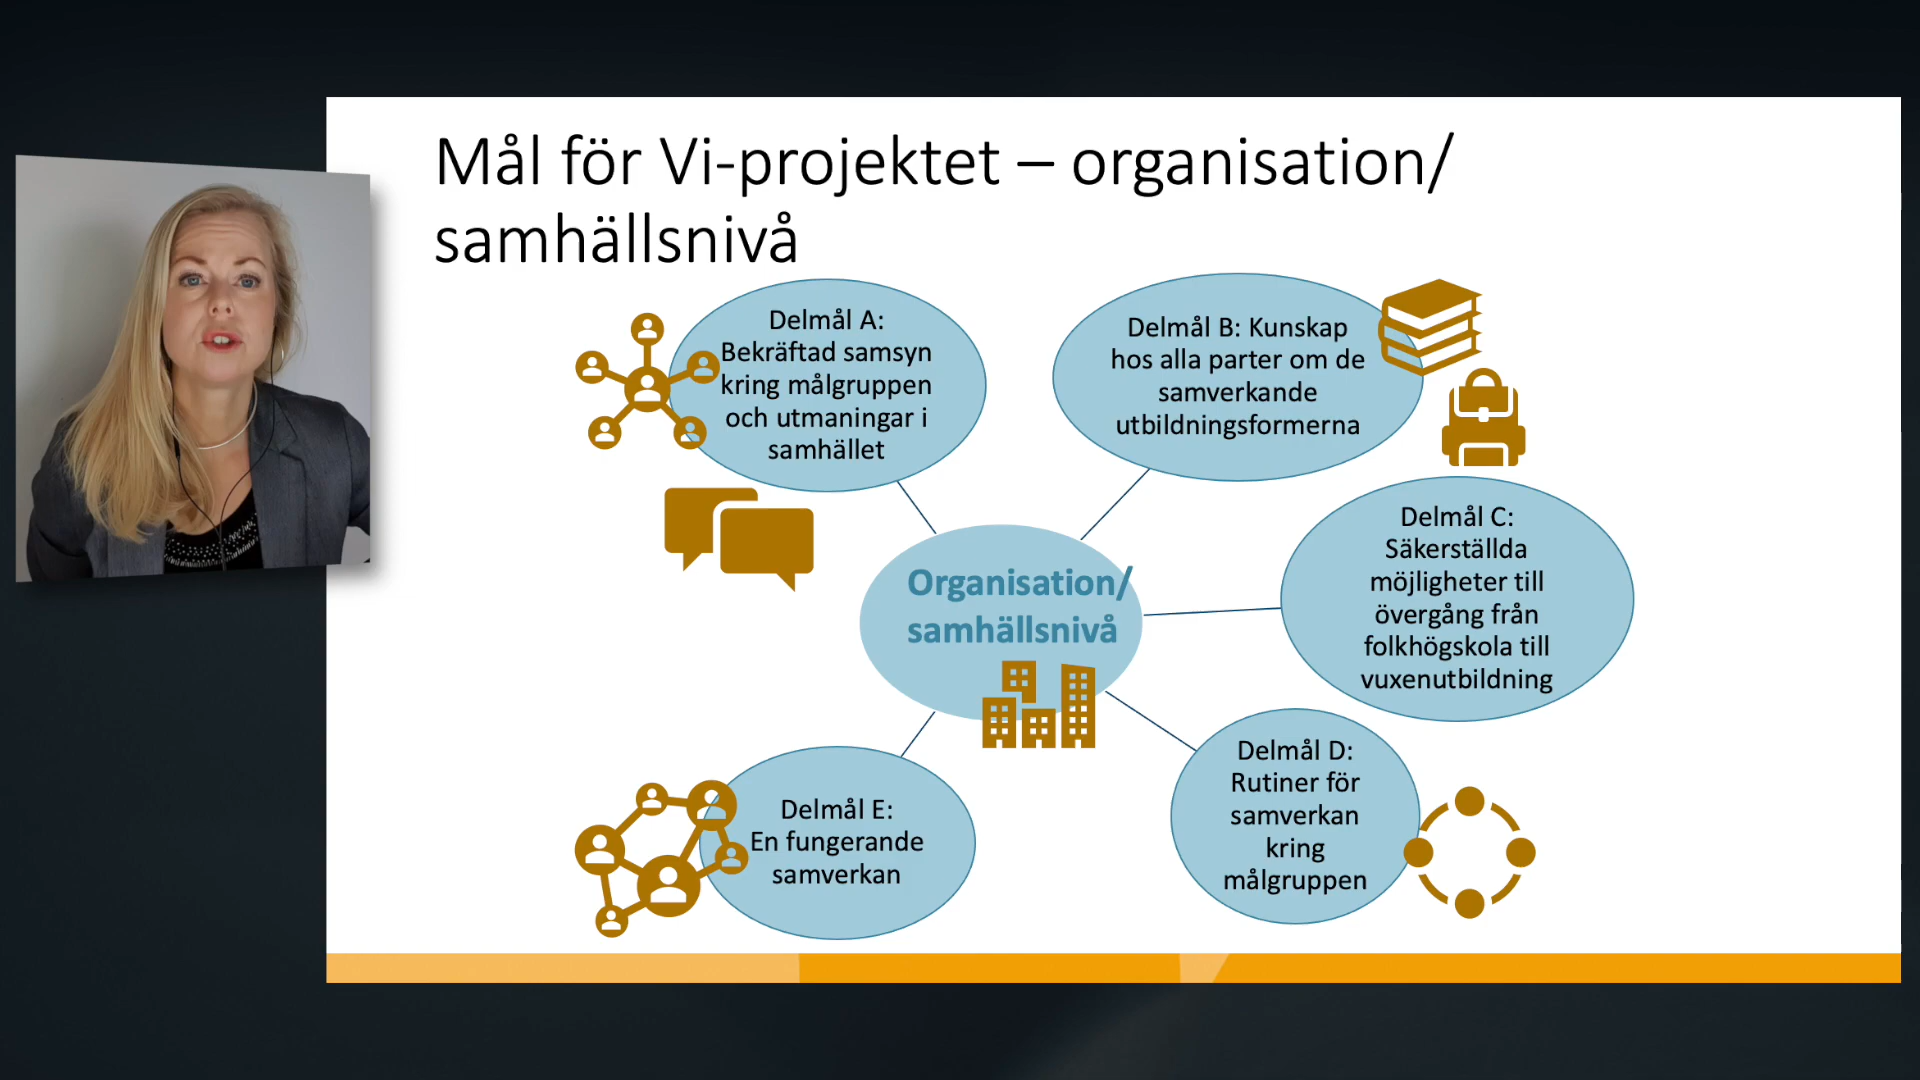 Mål för Vi-projektet – organisation/
samhällsnivå
Delmål A:
Bekräftad samsyn
kring målgruppen
och utmaningar i
samhället
Delmål B: Kunskap
hos alla parter om de
samverkande
utbildningsformerna
Delmål C:
Säkerställda
möjligheter till
övergång från
folkhögskola till
vuxenutbildning
Organisation/
samhällsnivå
Delmål D:
Rutiner för
samverkan
kring
målgruppen
Delmål E:
En fungerande
samverkan